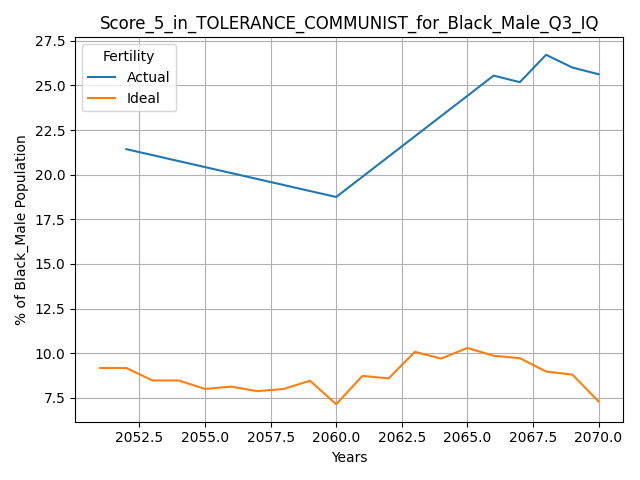 Score_5_in_TOLERANCE_COMMUNIST_for_Black_Male_Q3_IQ
Fertility
Actual
Ideal
% of Black_Male Population
27.5
25.0
22.5
20.0
17.5
15.0
12.5
10.0
7.5
2052.5 2055.0 2057.5 2060.0 2062.5 2065.0 2067.5 2070.0
Years